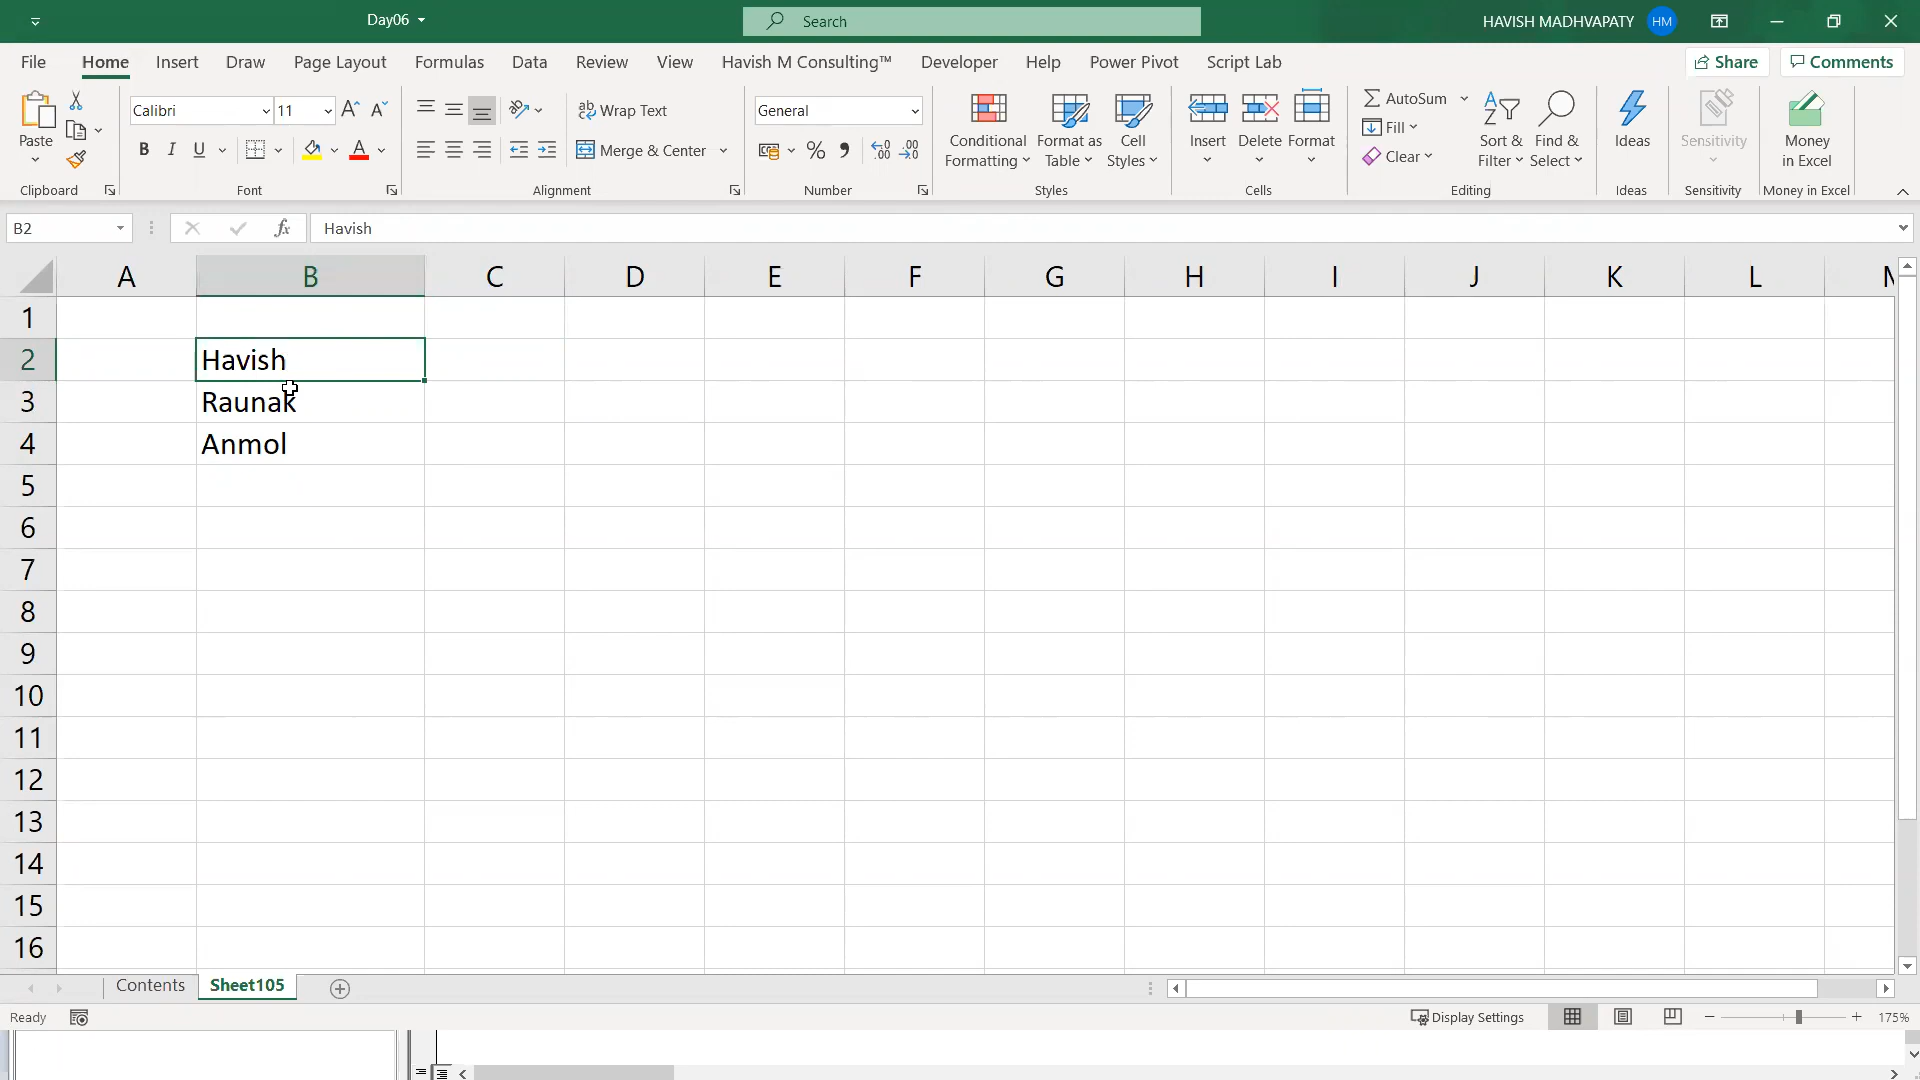 Day06
Search
HAVISH MADHVAPATY HM
File Home Insert Draw Page Layout Formulas Data Review View Havish M Consulting™ Developer Help Power Pivot Script Lab Share Comments
Paste
Clipboard
Calibri 11
B I U A
Font
ab Wrap Text
Merge & Center
Alignment
General
% , .00 .0
Number
Conditional Formatting
Format as Table
Cell Styles
Styles
Insert Delete Format
Cells
AutoSum
Fill
Clear
Sort & Filter
Find & Select
Editing
Ideas
Ideas
Sensitivity
Sensitivity
Money in Excel
Money in Excel
B2 fx Havish
A B C D E F G H I J K L M
1
2 Havish
3 Raunak
4 Anmol
5
6
7
8
9
10
11
12
13
14
15
16
Contents Sheet105
Ready Display Settings 175%